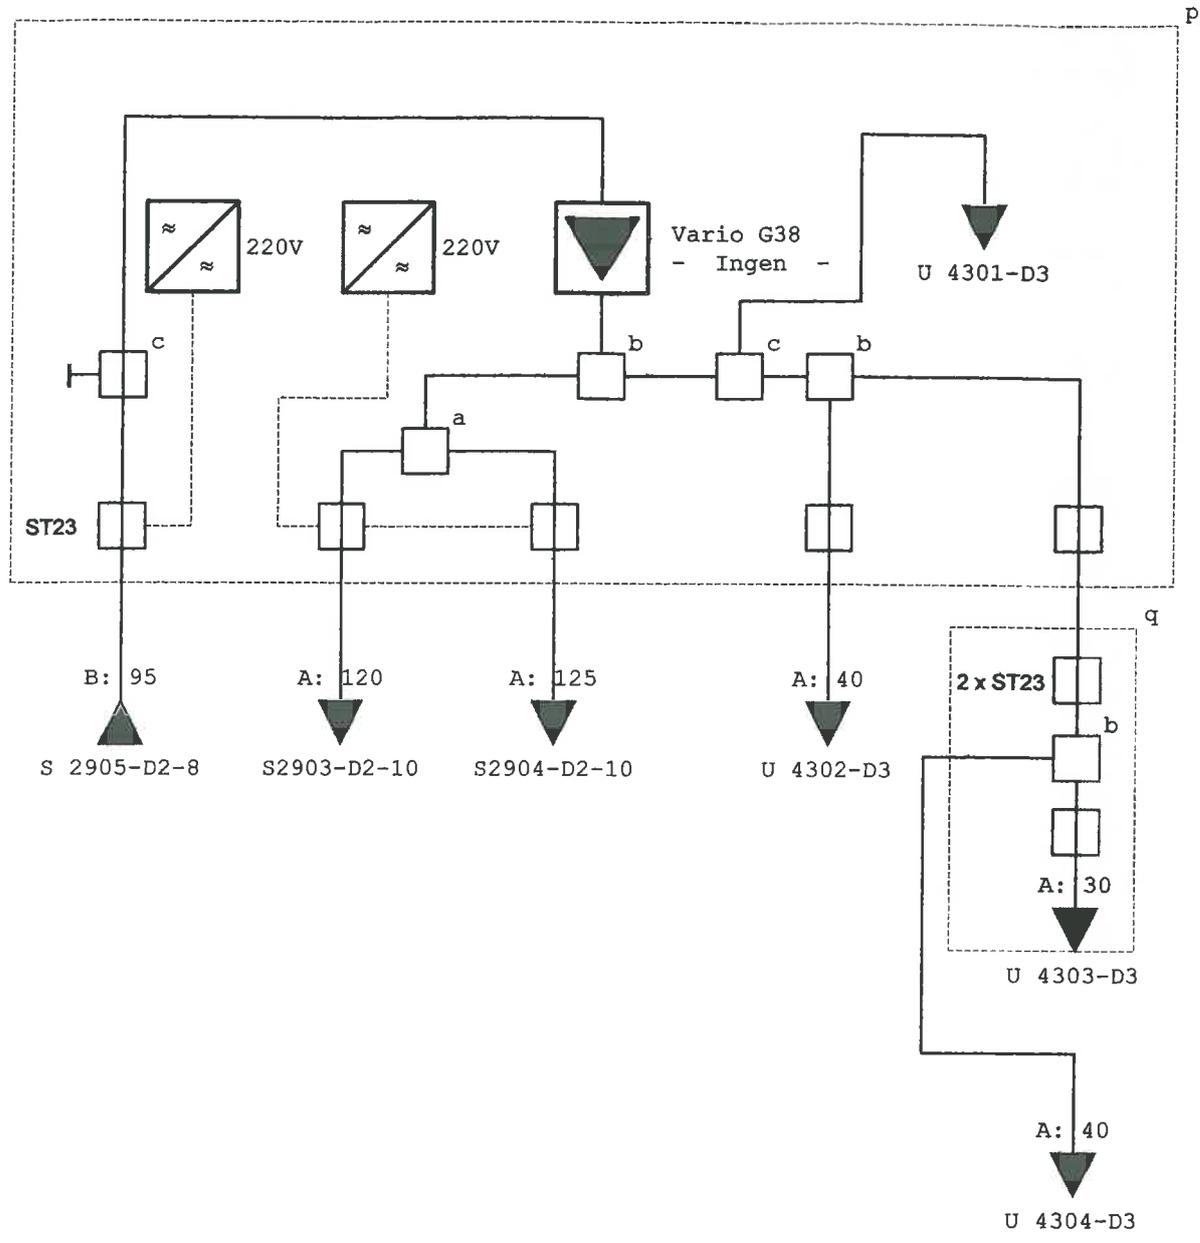 p
≈
≈
220V
≈
≈
220V
Vario G38
- Ingen -
U 4301-D3
c
b
c
b
a
ST23
q
B: 95
A: 120
A: 125
A: 40
2 x ST23
b
S 2905-D2-8
S2903-D2-10
S2904-D2-10
U 4302-D3
A: 30
U 4303-D3
A: 40
U 4304-D3